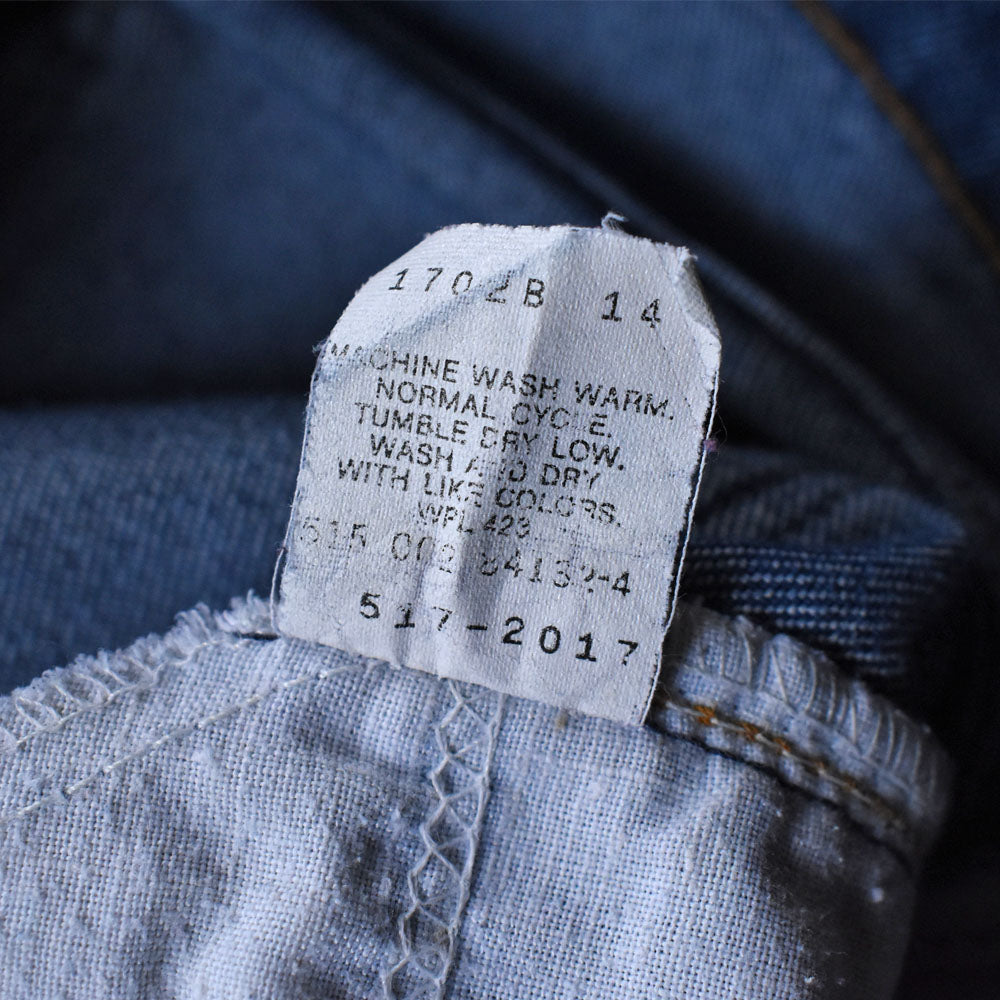 1702B 14
MACHINE WASH WARM.
NORMAL CYCLE.
TUMBLE DRY LOW.
WASH AND DRY
WITH LIKE COLORS.
WPL 423
515
517-2017